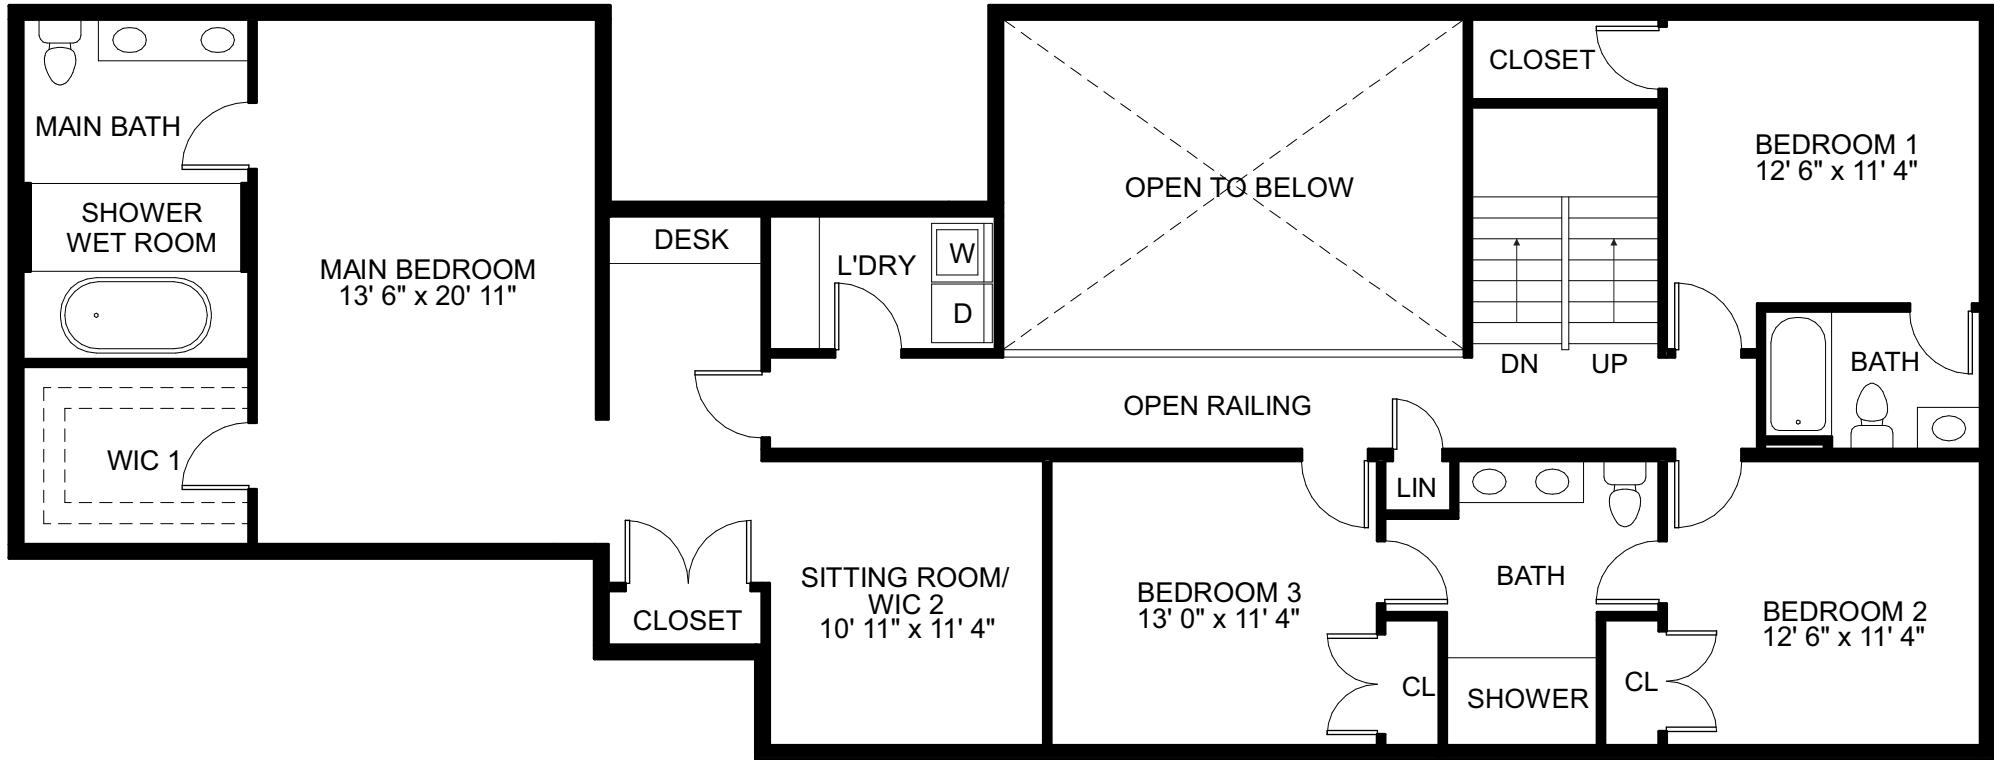 CLOSET
MAIN BATH
BEDROOM 1
12' 6" x 11' 4"
OPEN TO BELOW
SHOWER
WET ROOM
DESK
W
L'DRY
MAIN BEDROOM
13' 6" x 20' 11"
D
DN
UP
BATH
OPEN RAILING
WIC 1
LIN
SITTING ROOM/
WIC 2
10' 11" x 11' 4"
BATH
BEDROOM 3
13' 0" x 11' 4"
CLOSET
BEDROOM 2
12' 6" x 11' 4"
CL
SHOWER
CL